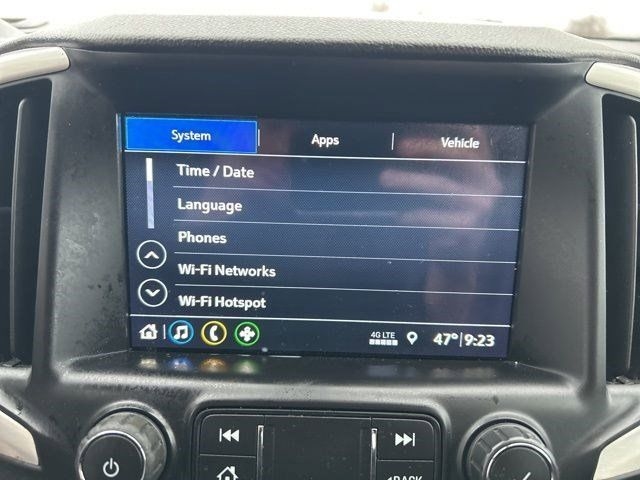 System Apps Vehicle
Time / Date
Language
Phones
Wi-Fi Networks
Wi-Fi Hotspot
4G LTE 47° 9:23
BACK